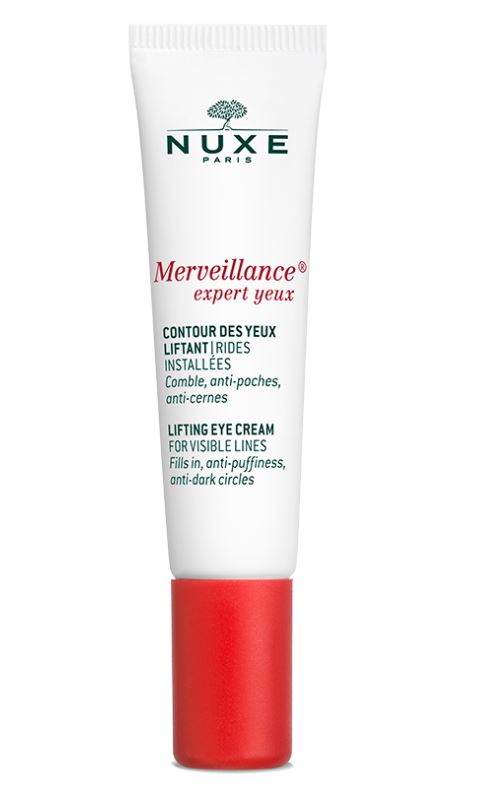 NUXE
PARIS
Merveillance®
expert yeux
CONTOUR DES YEUX
LIFTANT|RIDES
INSTALLÉES
Comble, anti-poches,
anti-cernes
LIFTING EYE CREAM
FOR VISIBLE LINES
Fills in, anti-puffiness,
anti-dark circles